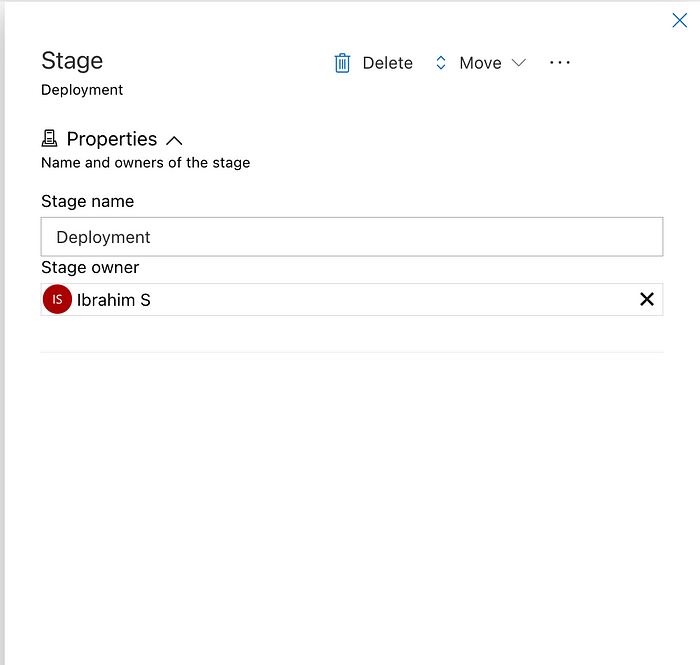 Stage
Delete
Move
...
Deployment
Properties
Name and owners of the stage
Stage name
Deployment
Stage owner
IS Ibrahim S